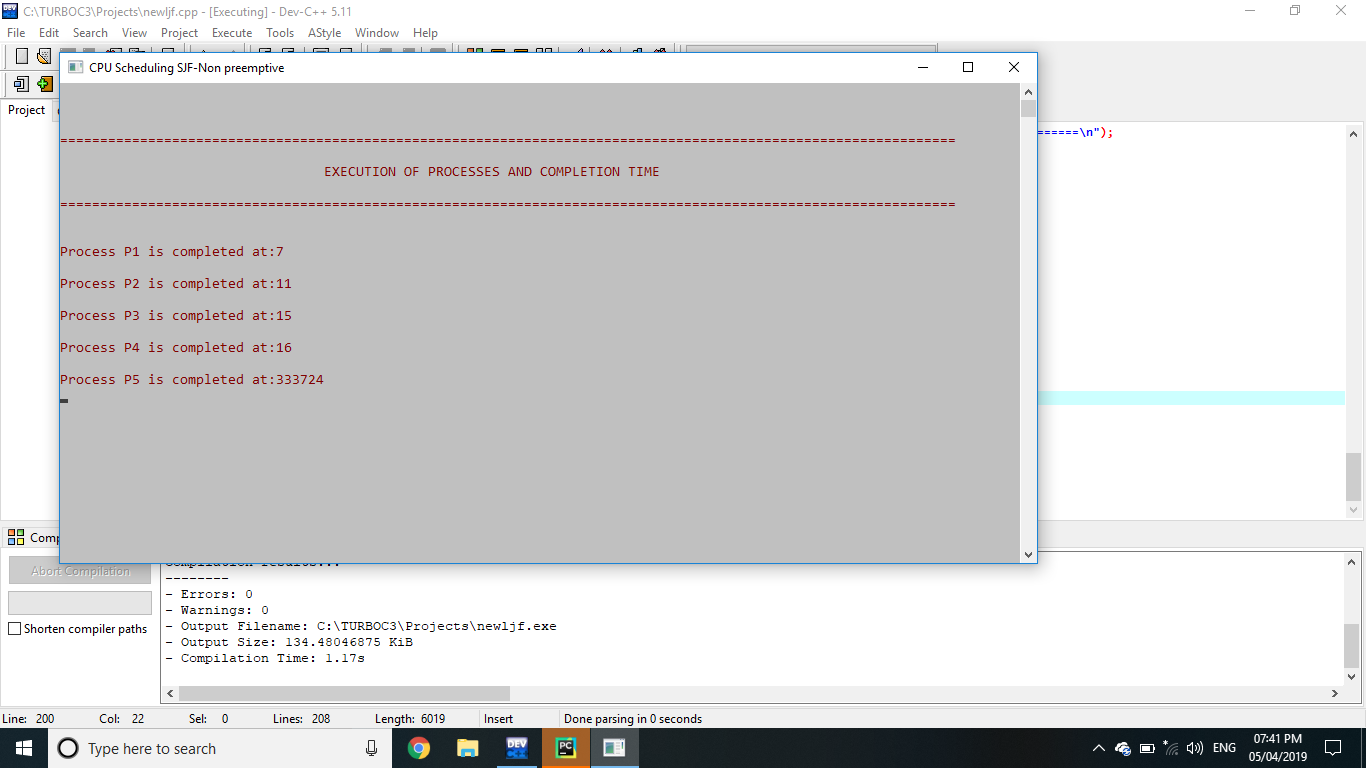 C:\TURBOC3\Projects\newljf.cpp - [Executing] - Dev-C++ 5.11
File Edit Search View Project Execute Tools AStyle Window Help
CPU Scheduling SJF-Non preemptive
Project
======\n");
================================================================================================================
EXECUTION OF PROCESSES AND COMPLETION TIME
================================================================================================================
Process P1 is completed at:7
Process P2 is completed at:11
Process P3 is completed at:15
Process P4 is completed at:16
Process P5 is completed at:333724
Abort Compilation
Shorten compiler paths
--------
- Errors: 0
- Warnings: 0
- Output Filename: C:\TURBOC3\Projects\newljf.exe
- Output Size: 134.48046875 KiB
- Compilation Time: 1.17s
Line: 200 Col: 22 Sel: 0 Lines: 208 Length: 6019 Insert Done parsing in 0 seconds
Type here to search
DEV
PC
ENG
07:41 PM
05/04/2019